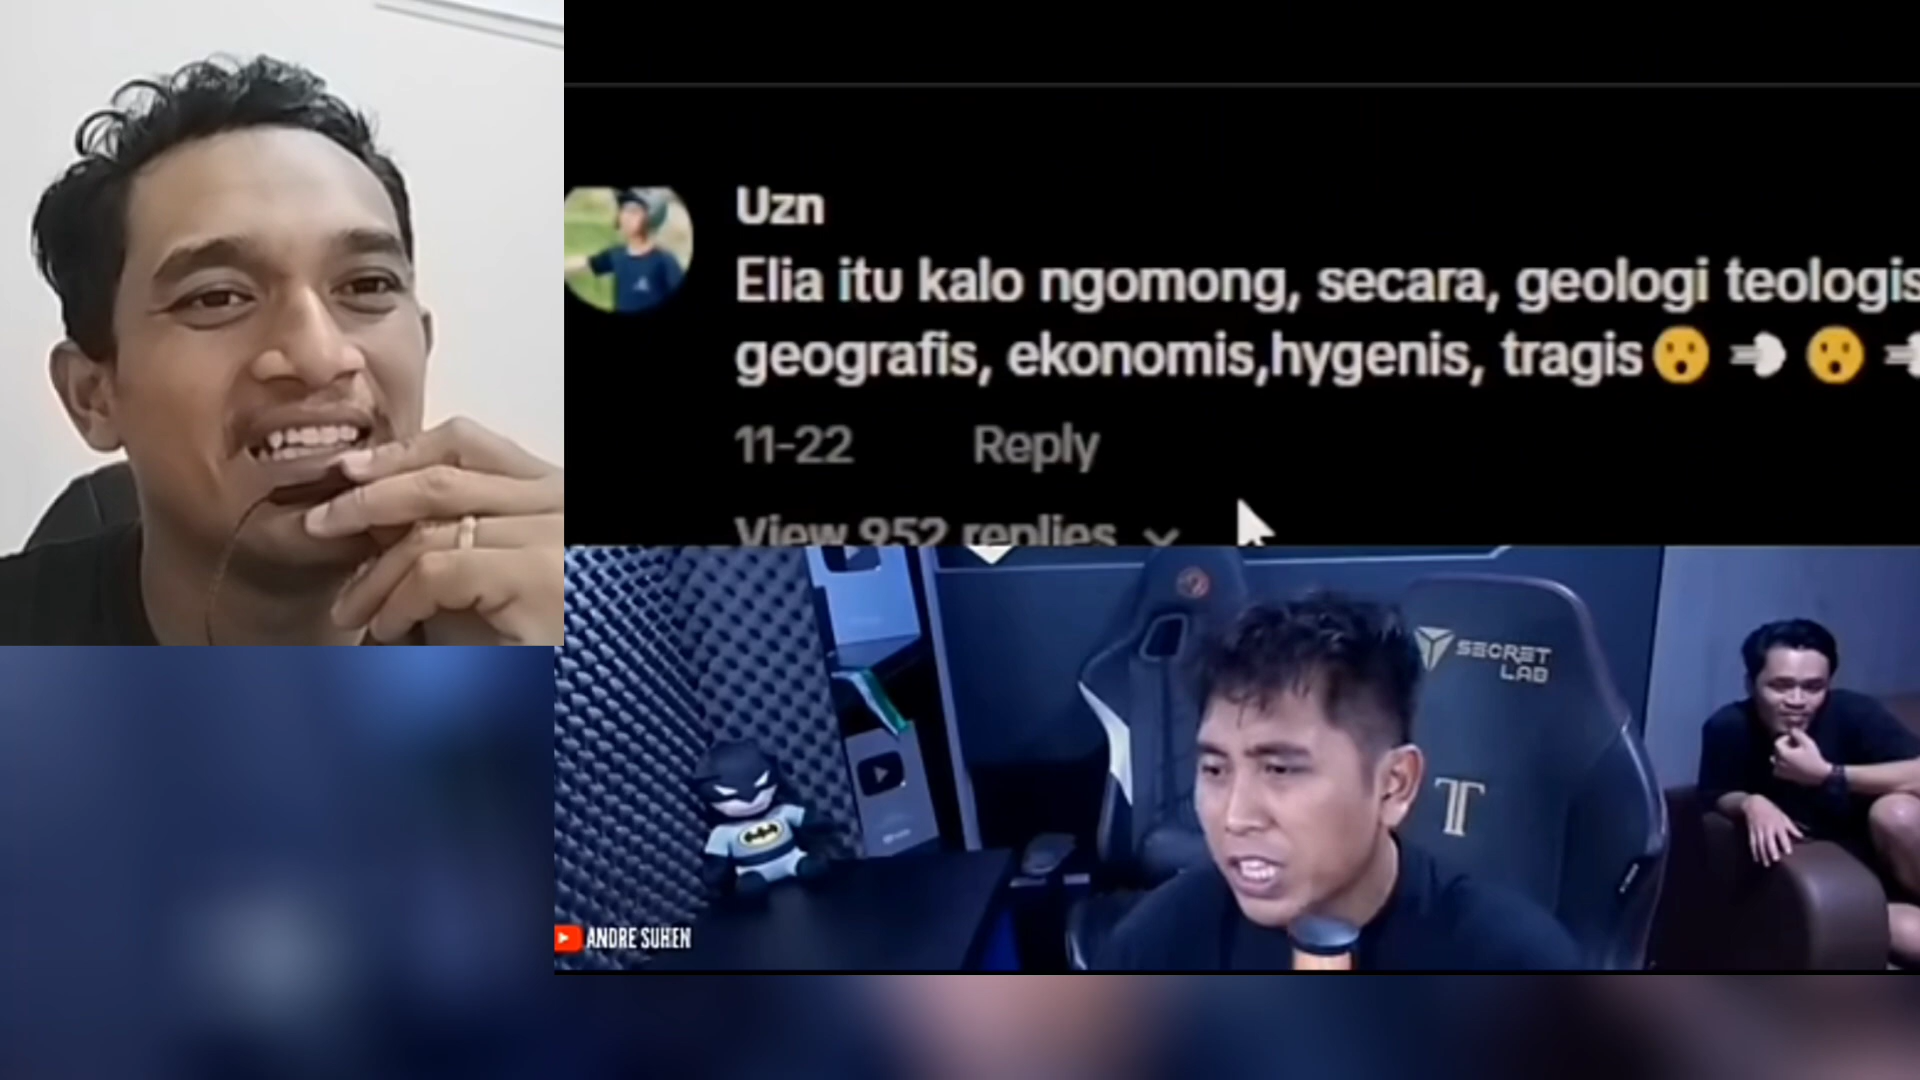 Uzn
Elia itu kalo ngomong, secara, geologi teologis
geografis, ekonomis,hygenis, tragis😮💨😮💨
11-22 Reply
View 952 replies
SECRET
LAB
ANDRE SUHEN